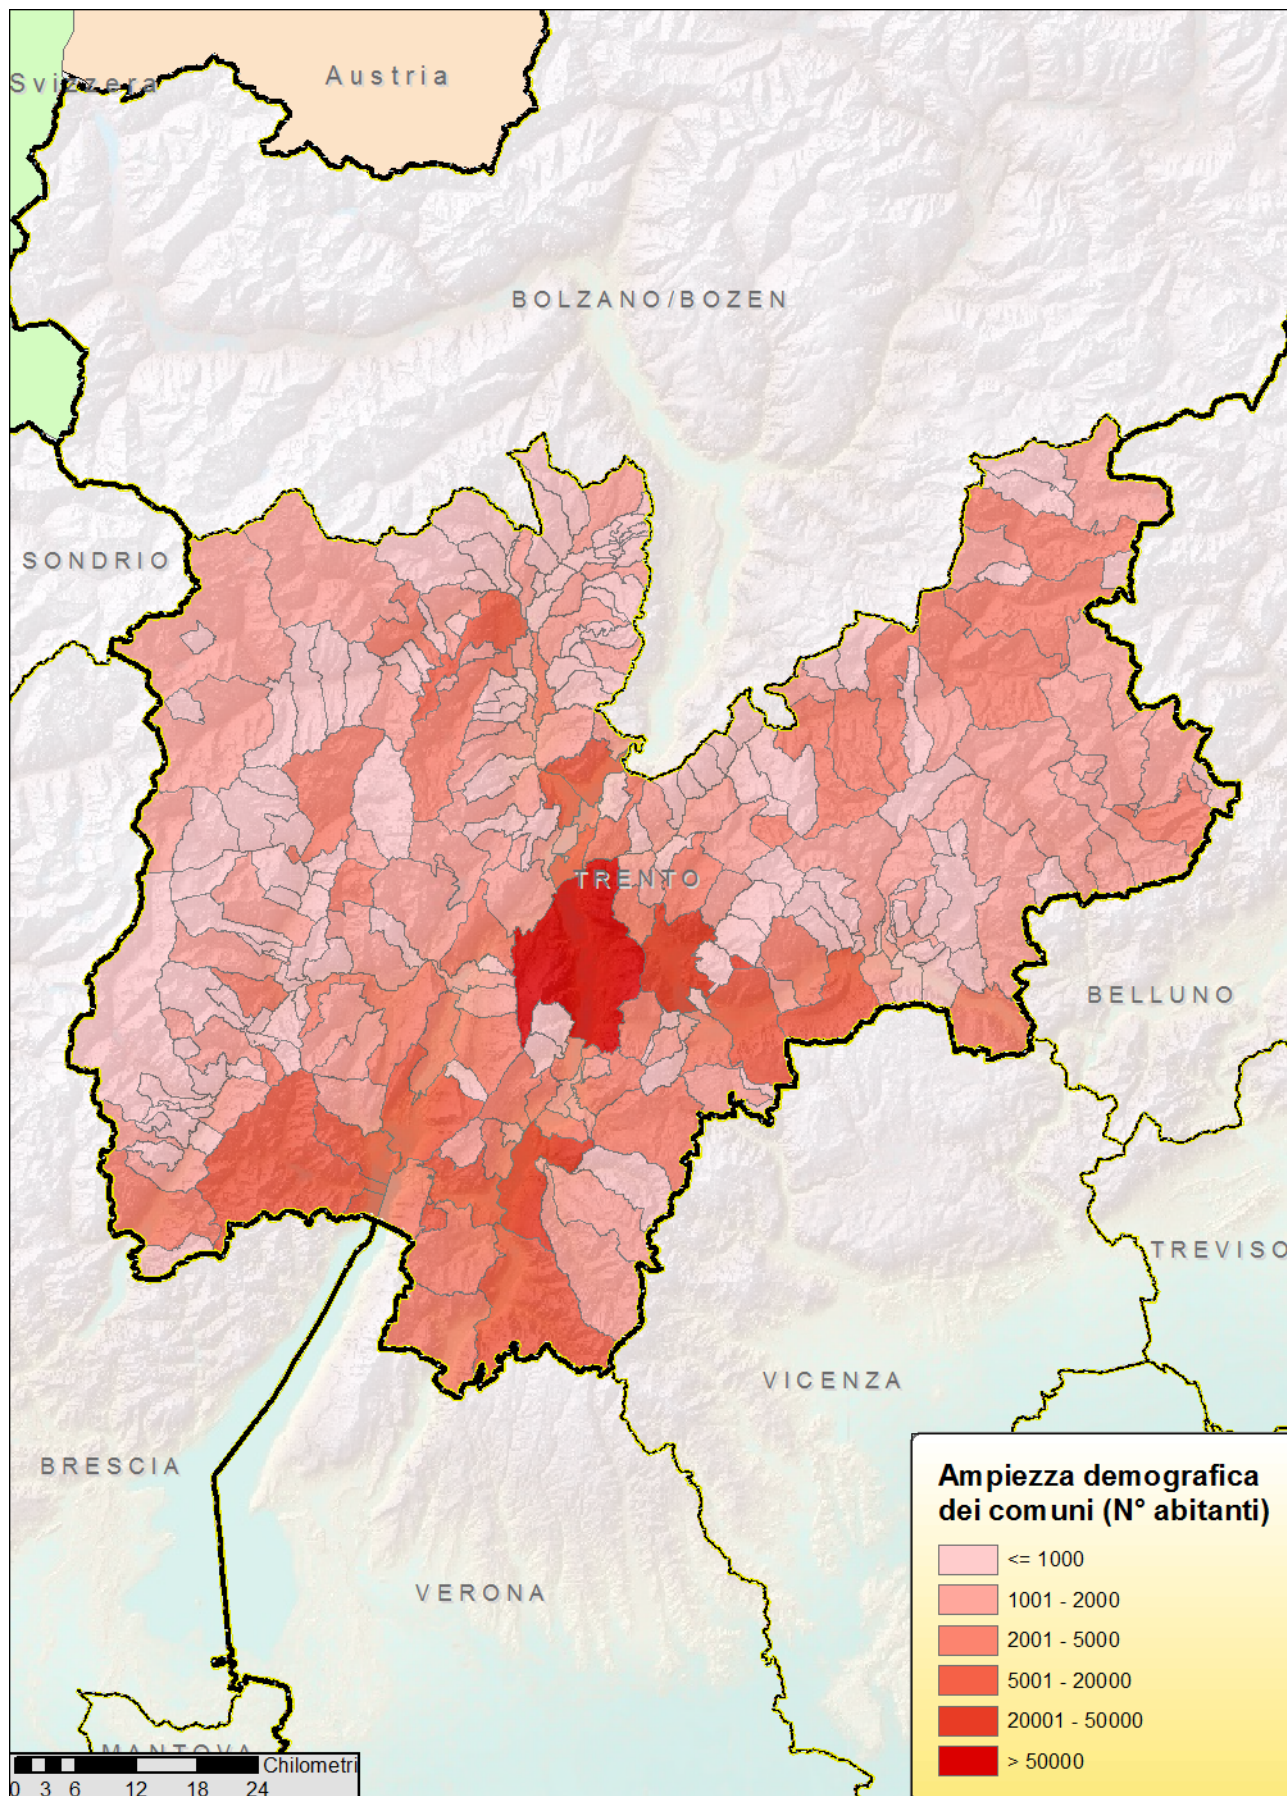 Svizzera
Austria
BOLZANO/BOZEN
SONDRIO
TRENTO
BELLUNO
TREVISO
VICENZA
BRESCIA
VERONA
MANTOVA
Ampiezza demografica
dei comuni (N° abitanti)
<= 1000
1001 - 2000
2001 - 5000
5001 - 20000
20001 - 50000
> 50000
Chilometri
0 3 6 12 18 24